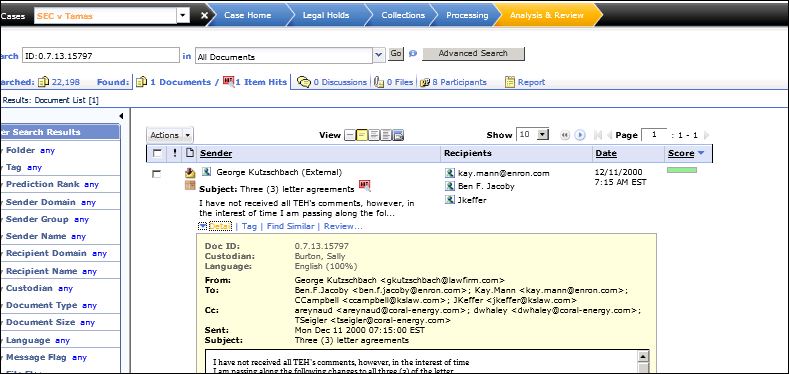 Cases SEC v Tamas Case Home Legal Holds Collections Processing Analysis & Review
arch ID:0.7.13.15797 in All Documents Go Advanced Search
arched: 22,198 Found: 1 Documents / 1 Item Hits 0 Discussions 0 Files 8 Participants Report
Results: Document List [1]
er Search Results
y Folder any
y Tag any
y Prediction Rank any
y Sender Domain any
y Sender Group any
y Sender Name any
y Recipient Domain any
y Recipient Name any
y Custodian any
y Document Type any
y Document Size any
y Language any
y Message Flag any
Actions View Show 10 Page 1 : 1 - 1
! Sender Recipients Date Score
George Kutzschbach (External) kay.mann@enron.com 12/11/2000
Subject: Three (3) letter agreements Ben F. Jacoby 7:15 AM EST
I have not received all TEH's comments, however, in Jkeffer
the interest of time I am passing along the fol...
Detail | Tag | Find Similar | Review...
Doc ID: 0.7.13.15797
Custodian: Burton, Sally
Language: English (100%)
From: George Kutzschbach <gkutzschbach@lawfirm.com>
To: Ben.F.Jacoby <ben.f.jacoby@enron.com>; Kay.Mann <kay.mann@enron.com>;
CCampbell <ccampbell@kslaw.com>; JKeffer <jkeffer@kslaw.com>
Cc: areynaud <areynaud@coral-energy.com>; dwhaley <dwhaley@coral-energy.com>;
TSeigler <tseigler@coral-energy.com>
Sent: Mon Dec 11 2000 07:15:00 EST
Subject: Three (3) letter agreements
I have not received all TEH's comments, however, in the interest of time
I am passing along the following changes to all three (3) of the letter